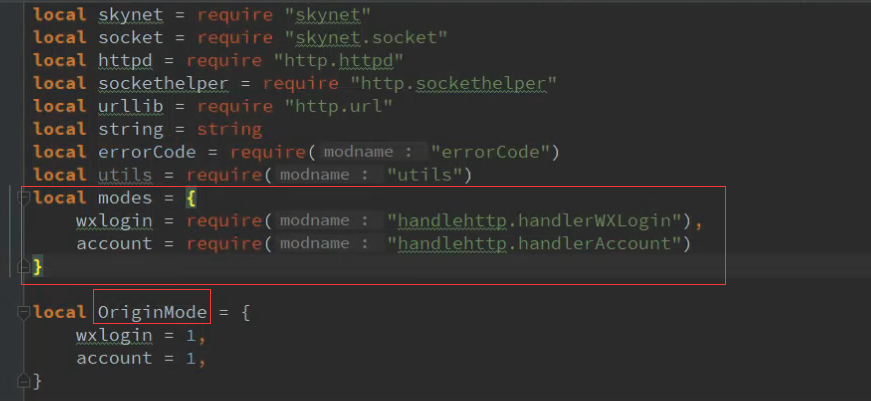 local skynet = require "skynet"
local socket = require "skynet.socket"
local httpd = require "http.httpd"
local sockethelper = require "http.sockethelper"
local urllib = require "http.url"
local string = string
local errorCode = require( modname : "errorCode")
local utils = require( modname : "utils")
local modes = {
    wxlogin = require( modname : "handlehttp.handlerWXLogin"),
    account = require( modname : "handlehttp.handlerAccount")
}
local OriginMode = {
    wxlogin = 1,
    account = 1,
}